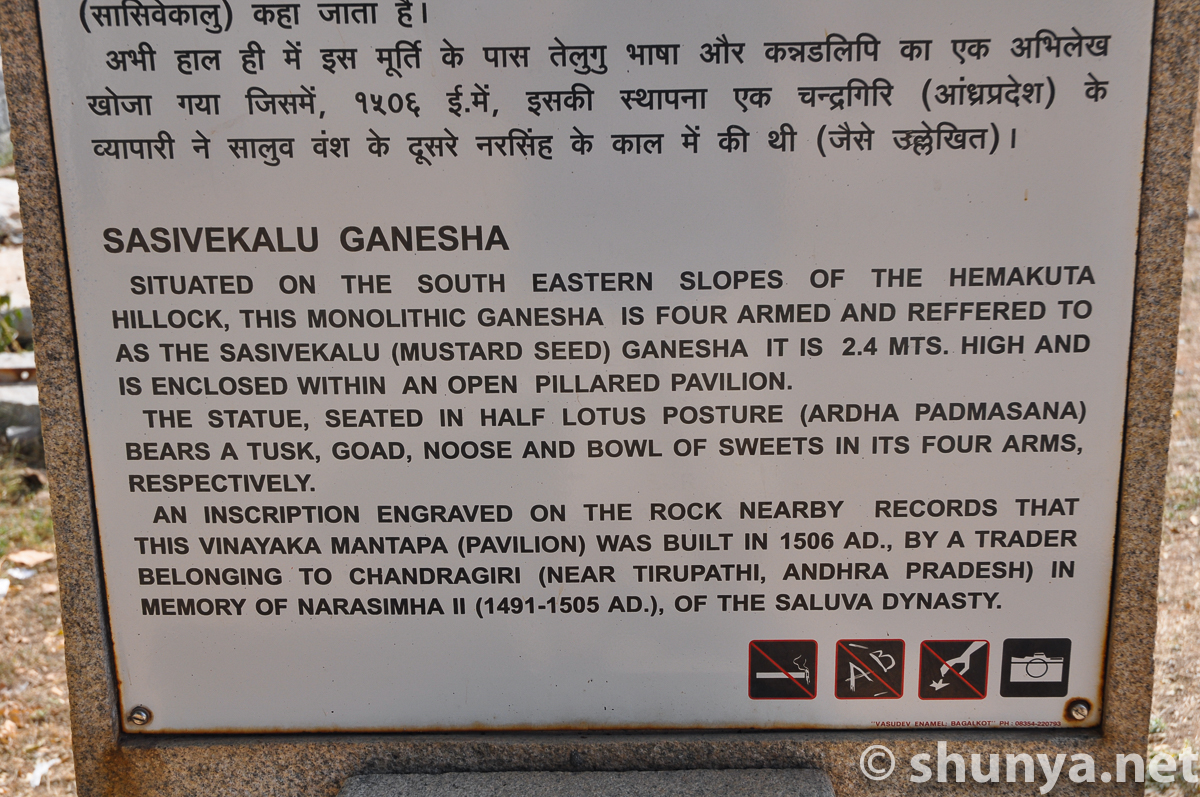 (सासिवेकालु) कहा जाता है।
अभी हाल ही में इस मूर्ति के पास तेलुगु भाषा और कन्नडलिपि का एक अभिलेख
खोजा गया जिसमें, १५०६ ई.में, इसकी स्थापना एक चन्द्रगिरि (आंध्रप्रदेश) के
व्यापारी ने सालुव वंश के दूसरे नरसिंह के काल में की थी (जैसे उल्लेखित)।
SASIVEKALU GANESHA
SITUATED ON THE SOUTH EASTERN SLOPES OF THE HEMAKUTA
HILLOCK, THIS MONOLITHIC GANESHA IS FOUR ARMED AND REFFERED TO
AS THE SASIVEKALU (MUSTARD SEED) GANESHA IT IS 2.4 MTS. HIGH AND
IS ENCLOSED WITHIN AN OPEN PILLARED PAVILION.
THE STATUE, SEATED IN HALF LOTUS POSTURE (ARDHA PADMASANA)
BEARS A TUSK, GOAD, NOOSE AND BOWL OF SWEETS IN ITS FOUR ARMS,
RESPECTIVELY.
AN INSCRIPTION ENGRAVED ON THE ROCK NEARBY RECORDS THAT
THIS VINAYAKA MANTAPA (PAVILION) WAS BUILT IN 1506 AD., BY A TRADER
BELONGING TO CHANDRAGIRI (NEAR TIRUPATHI, ANDHRA PRADESH) IN
MEMORY OF NARASIMHA II (1491-1505 AD.), OF THE SALUVA DYNASTY.
AB
"VASUDEV ENAMEL: BAGALKOT" PH : 08354-220793
© shunya.net